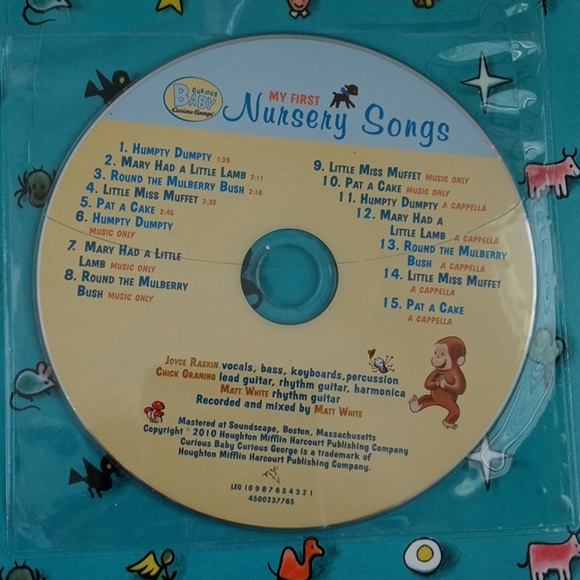 CURIOUS
BABY
Curious George
MY FIRST
Nursery Songs
1. HUMPTY DUMPTY 1:39
2. MARY HAD A LITTLE LAMB 2:11
3. ROUND THE MULBERRY BUSH 2:18
4. LITTLE MISS MUFFET 2:32
5. PAT A CAKE 2:45
6. HUMPTY DUMPTY
MUSIC ONLY
7. MARY HAD A LITTLE
LAMB MUSIC ONLY
8. ROUND THE MULBERRY
BUSH MUSIC ONLY
9. LITTLE MISS MUFFET MUSIC ONLY
10. PAT A CAKE MUSIC ONLY
11. HUMPTY DUMPTY A CAPELLA
12. MARY HAD A
LITTLE LAMB A CAPELLA
13. ROUND THE MULBERRY
BUSH A CAPELLA
14. LITTLE MISS MUFFET
A CAPELLA
15. PAT A CAKE
A CAPELLA
JOYCE RASKIN vocals, bass, keyboards, percussion
CHICK GRANING lead guitar, rhythm guitar, harmonica
MATT WHITE rhythm guitar
Recorded and mixed by MATT WHITE
Mastered at Soundscape, Boston, Massachusetts
Copyright © 2010 Houghton Mifflin Harcourt Publishing Company
Curious Baby Curious George is a trademark of
Houghton Mifflin Harcourt Publishing Company.
LEO 10 9 8 7 6 5 4 3 2 1
4500237765